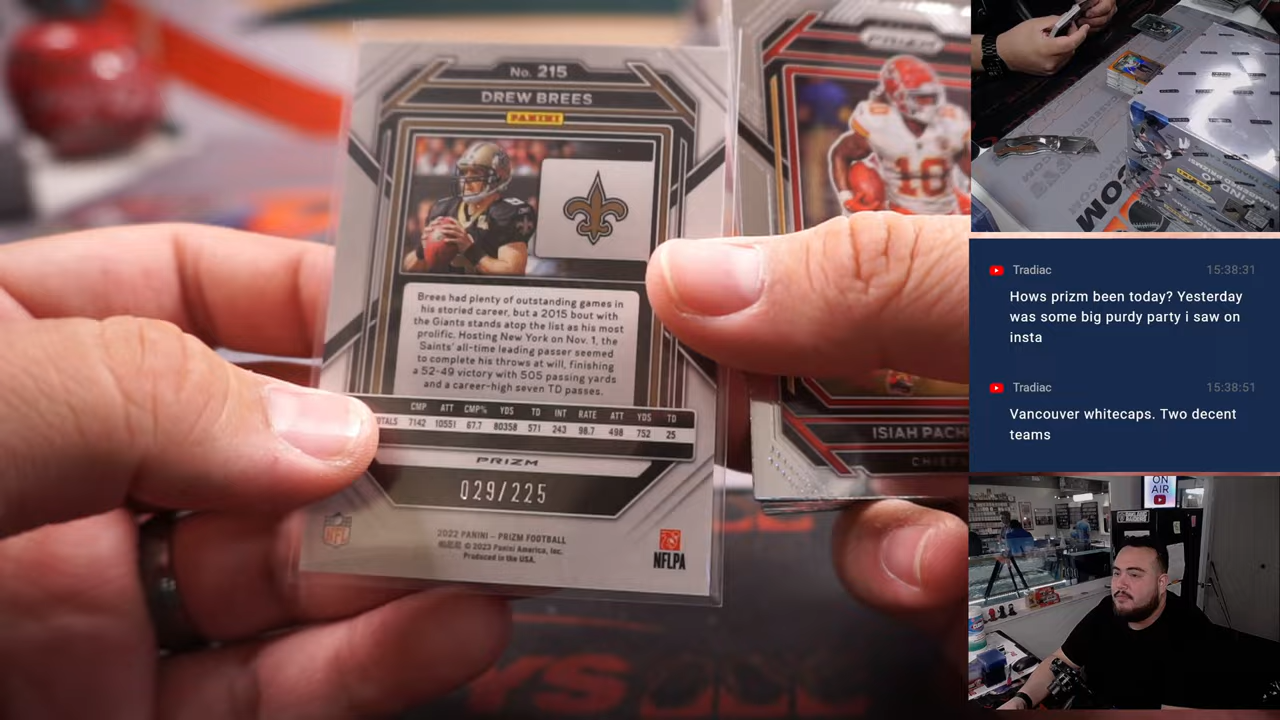 No. 215
DREW BREES
PANINI
Brees had plenty of outstanding games in
his storied career, but a 2015 bout with
the Giants stands atop the list as his most
prolific. Hosting New York on Nov. 1, the
Saints' all-time leading passer seemed
to complete his throws at will, finishing
a 52-49 victory with 505 passing yards
and a career-high seven TD passes.
CMP ATT CMP% YDS TD INT RATE ATT YDS TD
TOTALS 7142 10551 67.7 80358 571 243 98.7 498 752 25
PRIZM
029/225
2022 PANINI – PRIZM FOOTBALL
© 2023 Panini America, Inc.
Produced in the USA.
NFL
NFLPA
PRIZM
10
ISIAH PACH
CHIEFS
Tradiac 15:38:31
Hows prizm been today? Yesterday
was some big purdy party i saw on
insta
Tradiac 15:38:51
Vancouver whitecaps. Two decent
teams
ON
AIR